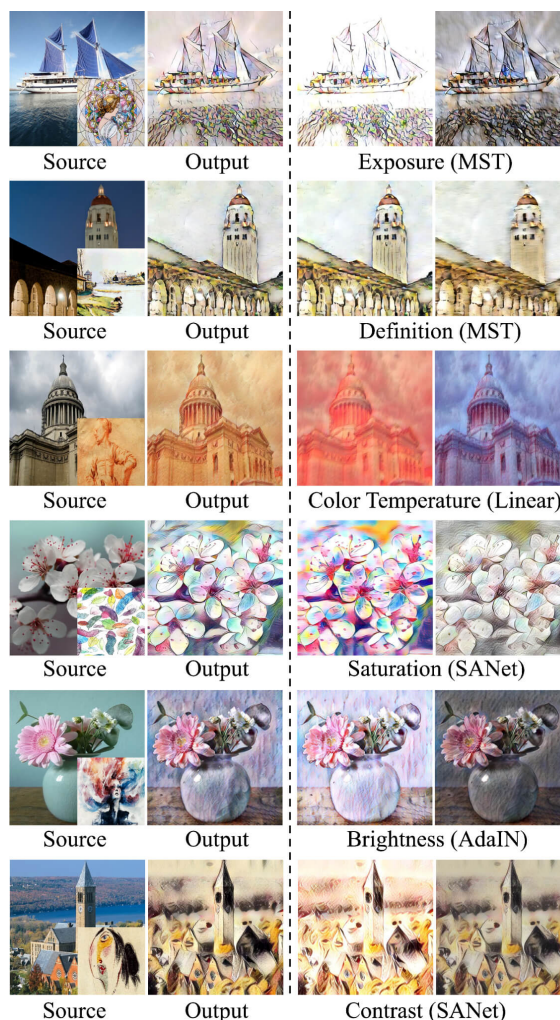 Source Output Exposure (MST)
Source Output Definition (MST)
Source Output Color Temperature (Linear)
Source Output Saturation (SANet)
Source Output Brightness (AdaIN)
Source Output Contrast (SANet)